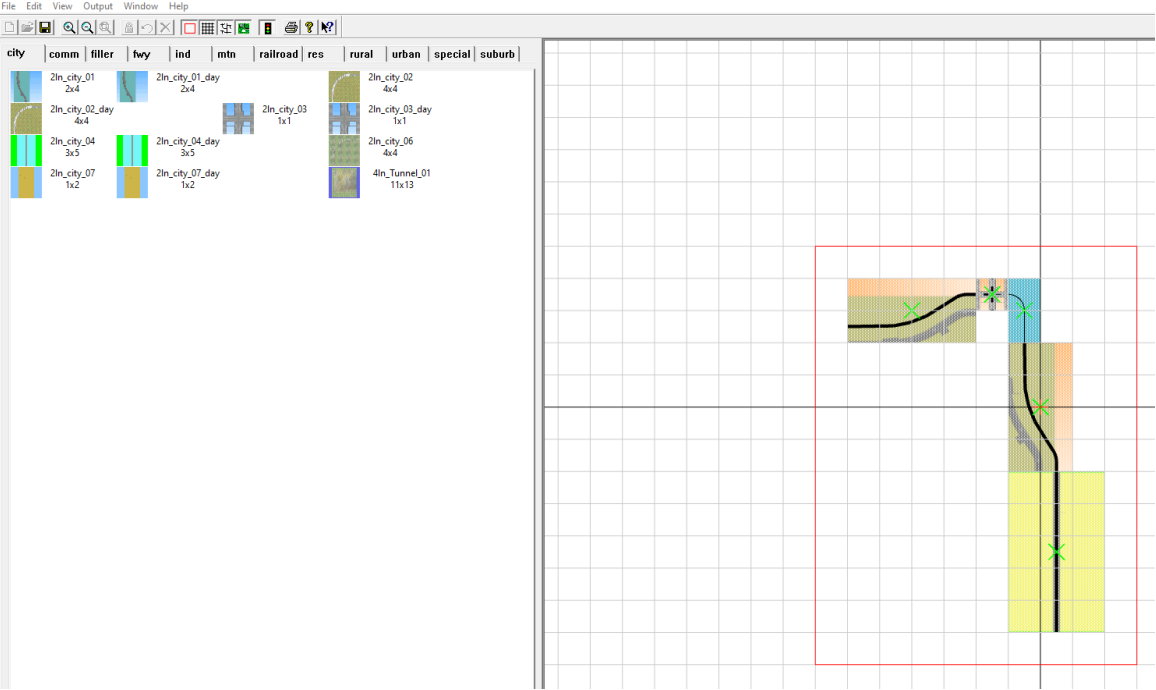 File Edit View Output Window Help
city comm filler fwy ind mtn railroad res rural urban special suburb
2ln_city_01 2ln_city_01_day 2ln_city_02
2x4 2x4 4x4
2ln_city_02_day 2ln_city_03 2ln_city_03_day
4x4 1x1 1x1
2ln_city_04 2ln_city_04_day 2ln_city_06
3x5 3x5 4x4
2ln_city_07 2ln_city_07_day 4ln_Tunnel_01
1x2 1x2 11x13